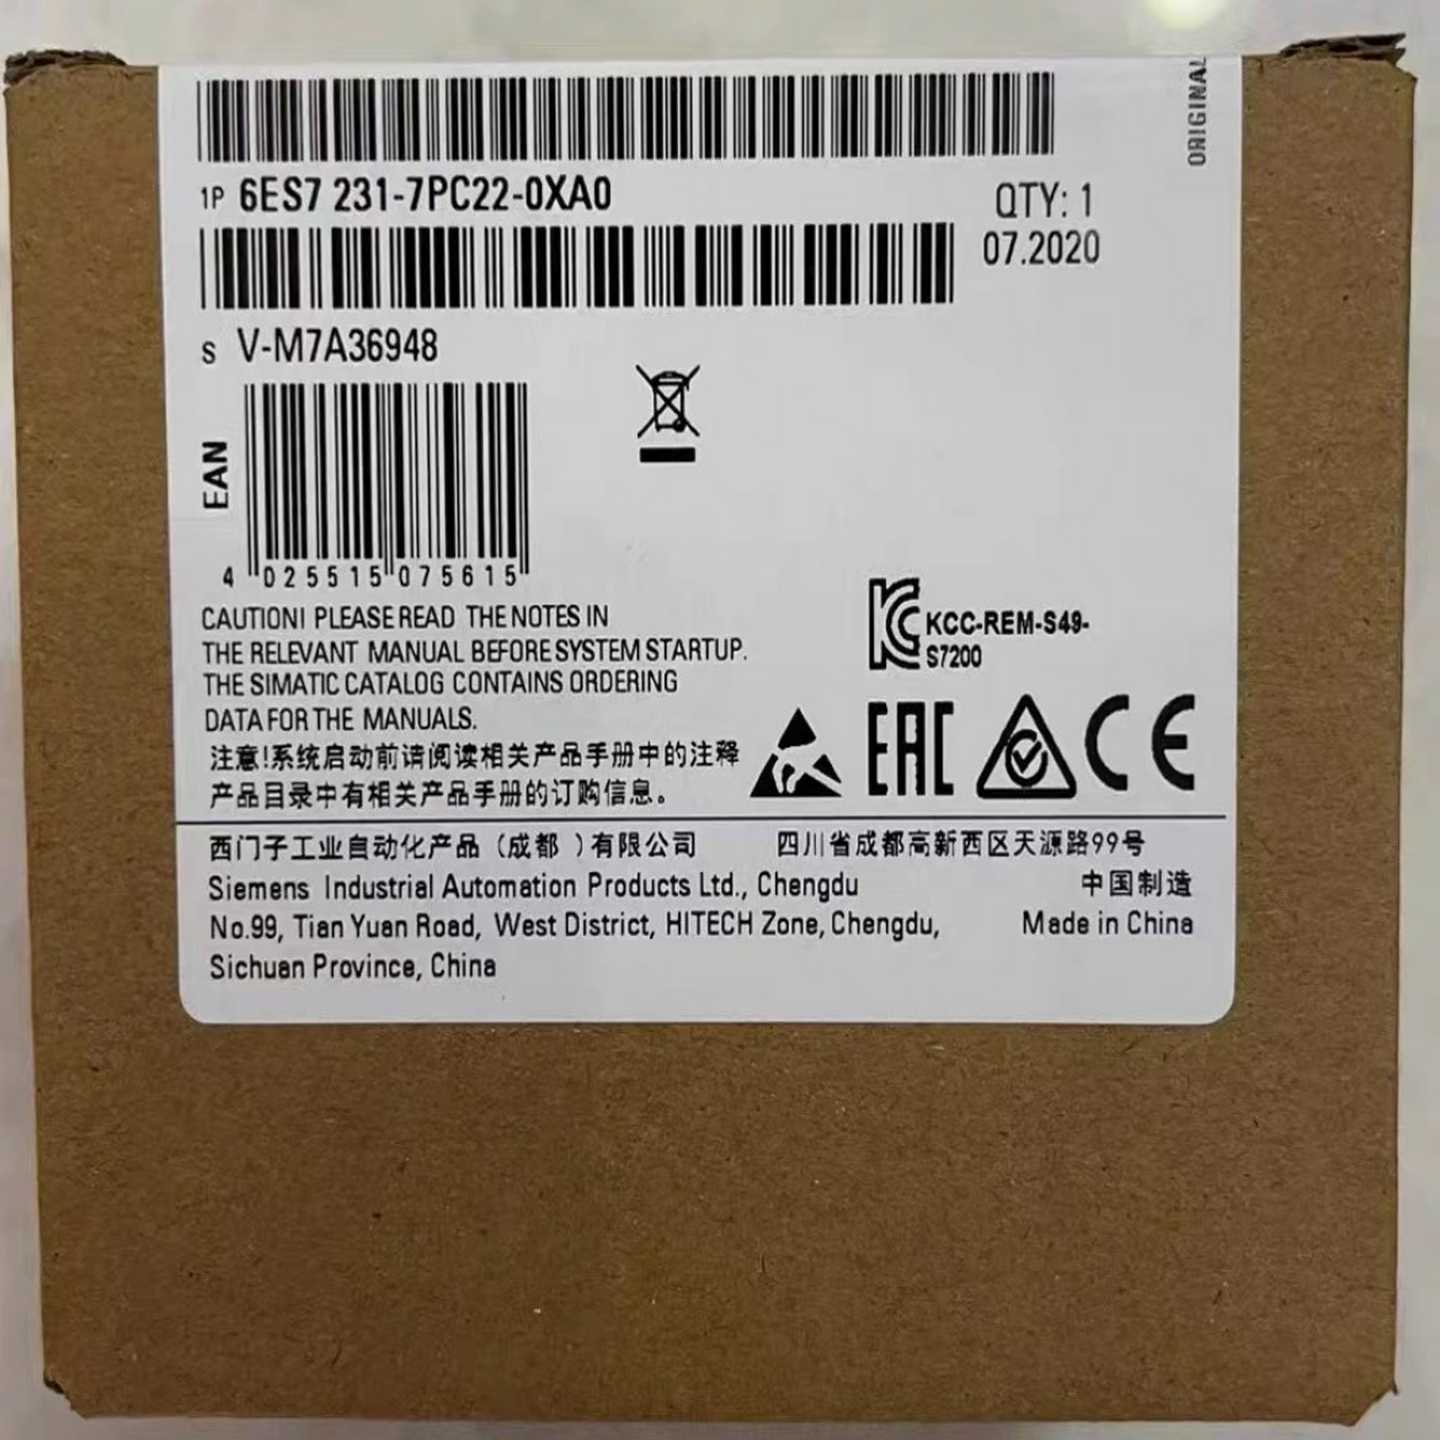 ORIGINAL
1P 6ES7 231-7PC22-0XA0
QTY: 1
07.2020
S V-M7A36948
EAN
4 025515 075615
CAUTION! PLEASE READ THE NOTES IN
THE RELEVANT MANUAL BEFORE SYSTEM STARTUP.
THE SIMATIC CATALOG CONTAINS ORDERING
DATA FOR THE MANUALS.
注意!系统启动前请阅读相关产品手册中的注释
产品目录中有相关产品手册的订购信息。
KC KCC-REM-S49-
S7200
EAC CE
西门子工业自动化产品（成都 ）有限公司 四川省成都高新西区天源路99号
Siemens Industrial Automation Products Ltd., Chengdu 中国制造
No.99, Tian Yuan Road, West District, HITECH Zone, Chengdu, Made in China
Sichuan Province, China